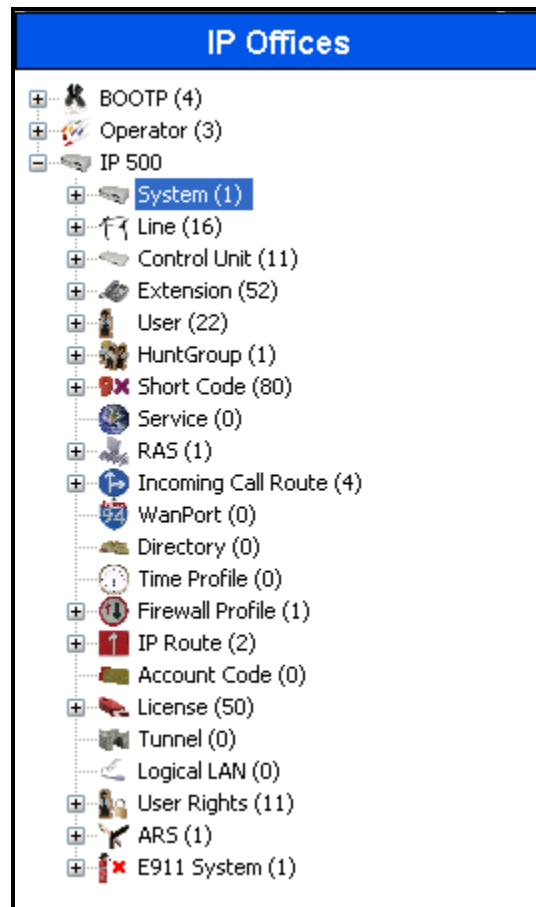 IP Offices
BOOTP (4)
Operator (3)
IP 500
System (1)
Line (16)
Control Unit (11)
Extension (52)
User (22)
HuntGroup (1)
9x Short Code (80)
Service (0)
RAS (1)
Incoming Call Route (4)
94 WanPort (0)
Directory (0)
Time Profile (0)
Firewall Profile (1)
IP Route (2)
Account Code (0)
License (50)
Tunnel (0)
Logical LAN (0)
User Rights (11)
ARS (1)
E911 System (1)